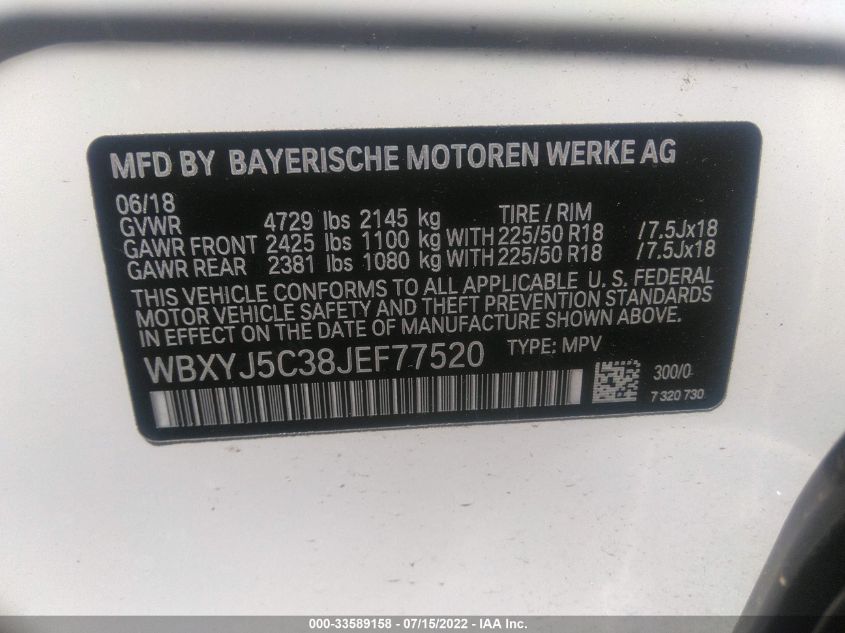 MFD BY BAYERISCHE MOTOREN WERKE AG
06/18
GVWR 4729 lbs 2145 kg TIRE / RIM
GAWR FRONT 2425 lbs 1100 kg WITH 225/50 R18 /7.5Jx18
GAWR REAR 2381 lbs 1080 kg WITH 225/50 R18 /7.5Jx18
THIS VEHICLE CONFORMS TO ALL APPLICABLE U. S. FEDERAL
MOTOR VEHICLE SAFETY AND THEFT PREVENTION STANDARDS
IN EFFECT ON THE DATE OF MANUFACTURE SHOWN ABOVE.
WBXYJ5C38JEF77520 TYPE: MPV
300/0
7 320 730
000-33589158 - 07/15/2022 - IAA Inc.